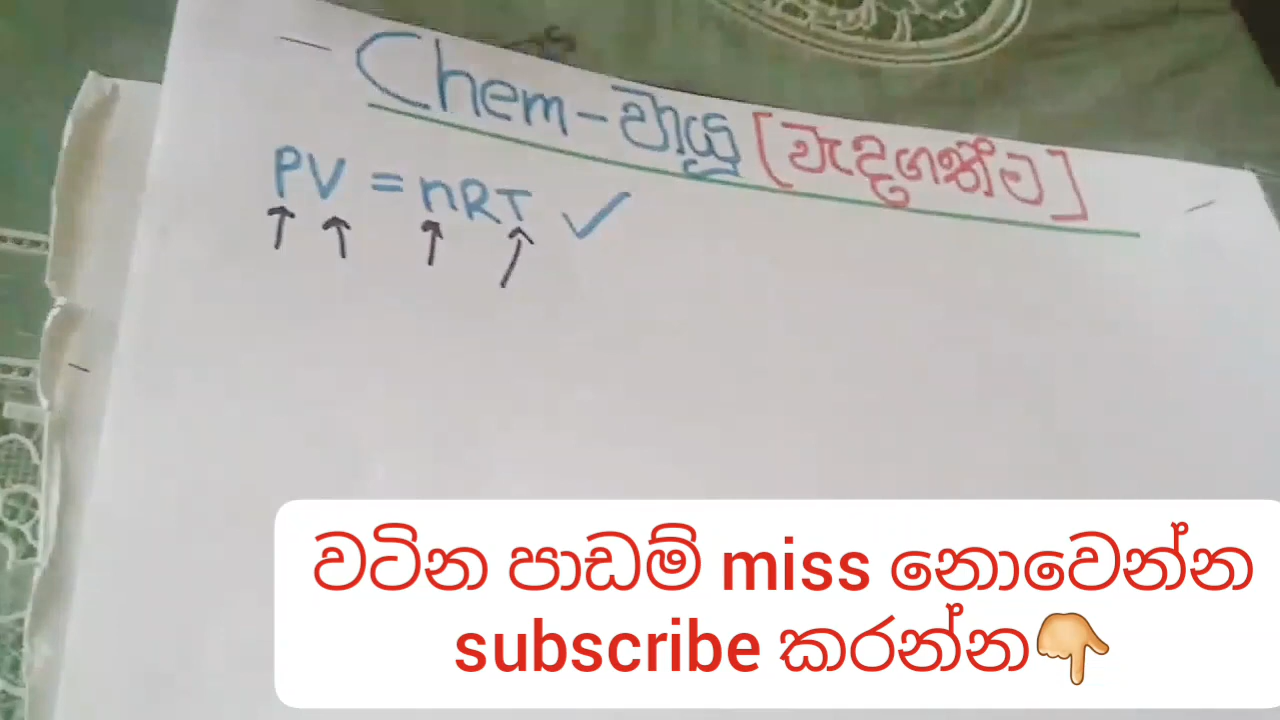 Chem - වායු [වැදගත්ම]
PV = nRT ✓
වටින පාඩම් miss නොවෙන්න
subscribe කරන්න👇